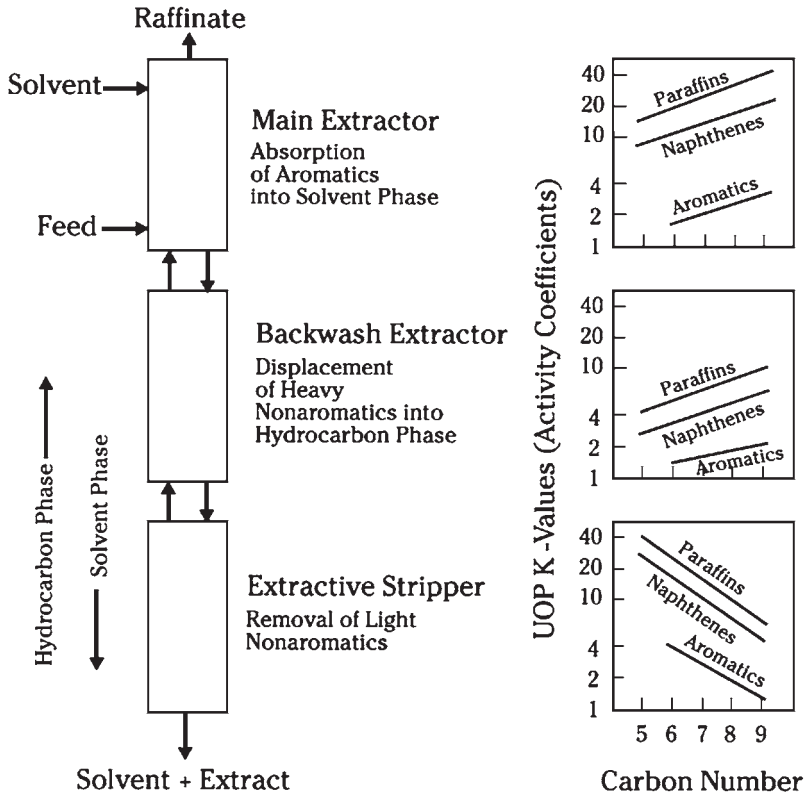 Raffinate
Solvent
Feed
Main Extractor
Absorption
of Aromatics
into Solvent Phase
Backwash Extractor
Displacement
of Heavy
Nonaromatics into
Hydrocarbon Phase
Extractive Stripper
Removal of Light
Nonaromatics
Hydrocarbon Phase
Solvent Phase
Solvent + Extract
UOP K -Values (Activity Coefficients)
40
20
10
4
2
1
Paraffins
Naphthenes
Aromatics
40
20
10
4
2
1
Paraffins
Naphthenes
Aromatics
40
20
10
4
2
1
Paraffins
Naphthenes
Aromatics
5 6 7 8 9
Carbon Number